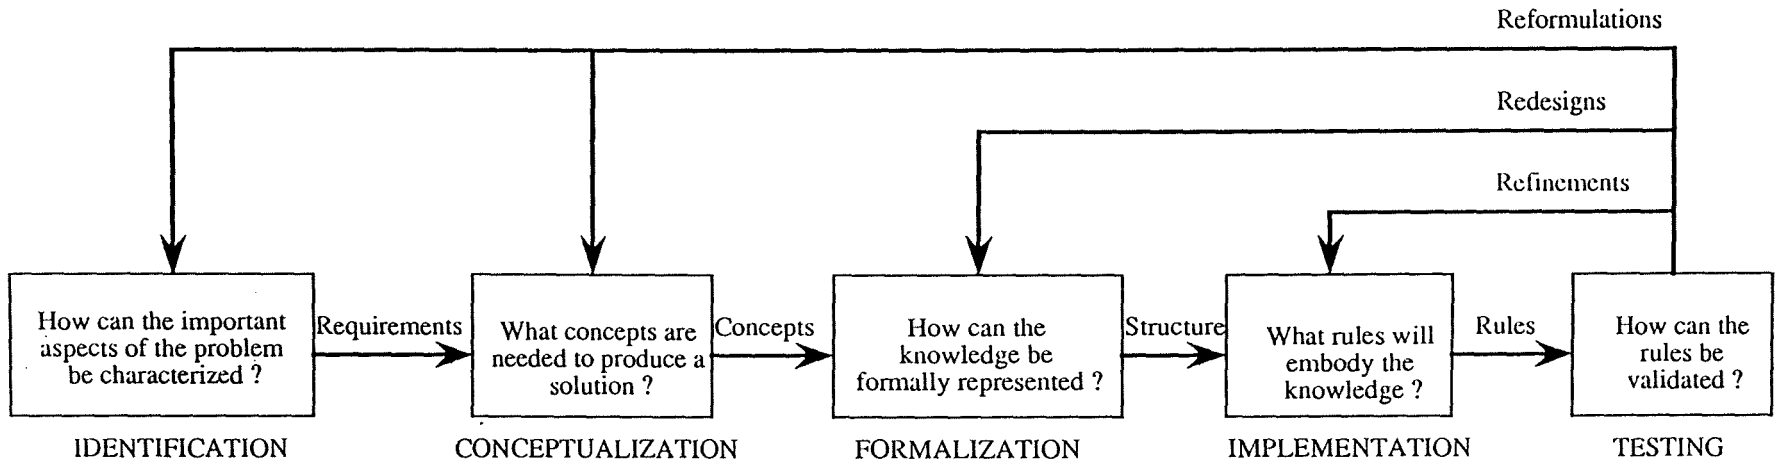 Reformulations
Redesigns
Refinements
How can the important
aspects of the problem
be characterized ?
Requirements
What concepts are
needed to produce a
solution ?
Concepts
How can the
knowledge be
formally represented ?
Structure
What rules will
embody the
knowledge ?
Rules
How can the
rules be
validated ?
IDENTIFICATION
CONCEPTUALIZATION
FORMALIZATION
IMPLEMENTATION
TESTING